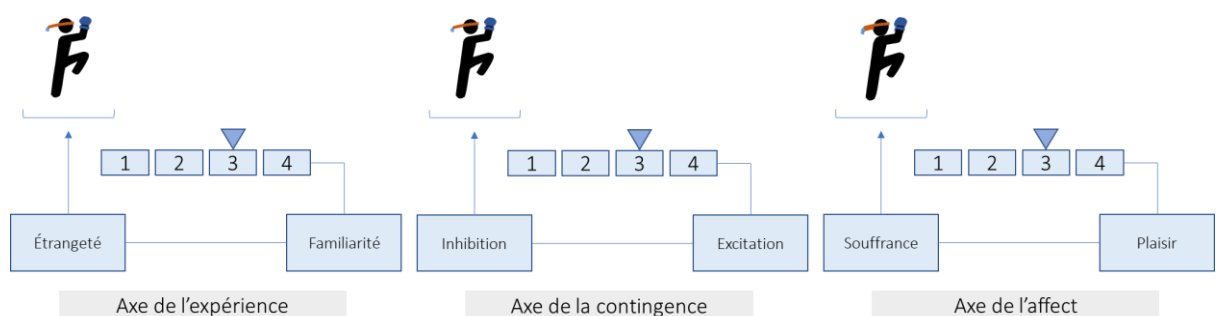 1 2 3 4
1 2 3 4
1 2 3 4
Étrangeté Familiarité
Inhibition Excitation
Souffrance Plaisir
Axe de l’expérience
Axe de la contingence
Axe de l’affect